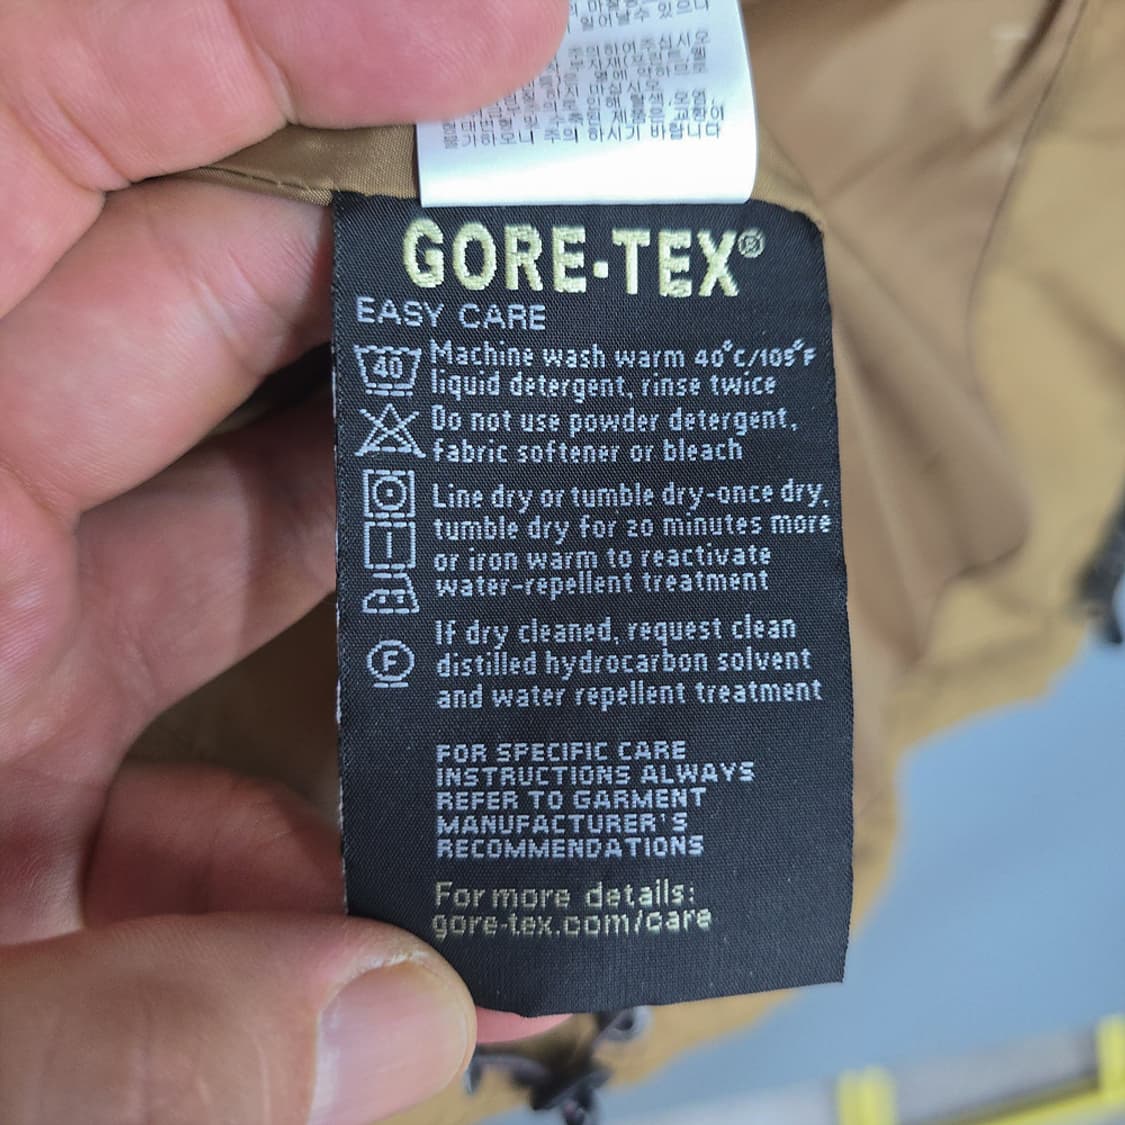 GORE-TEX®
EASY CARE
40 Machine wash warm 40°C/105°F
liquid detergent, rinse twice
Do not use powder detergent,
fabric softener or bleach
Line dry or tumble dry-once dry,
tumble dry for 20 minutes more
or iron warm to reactivate
water-repellent treatment
If dry cleaned, request clean
F distilled hydrocarbon solvent
and water repellent treatment
FOR SPECIFIC CARE
INSTRUCTIONS ALWAYS
REFER TO GARMENT
MANUFACTURER'S
RECOMMENDATIONS
For more details:
gore-tex.com/care